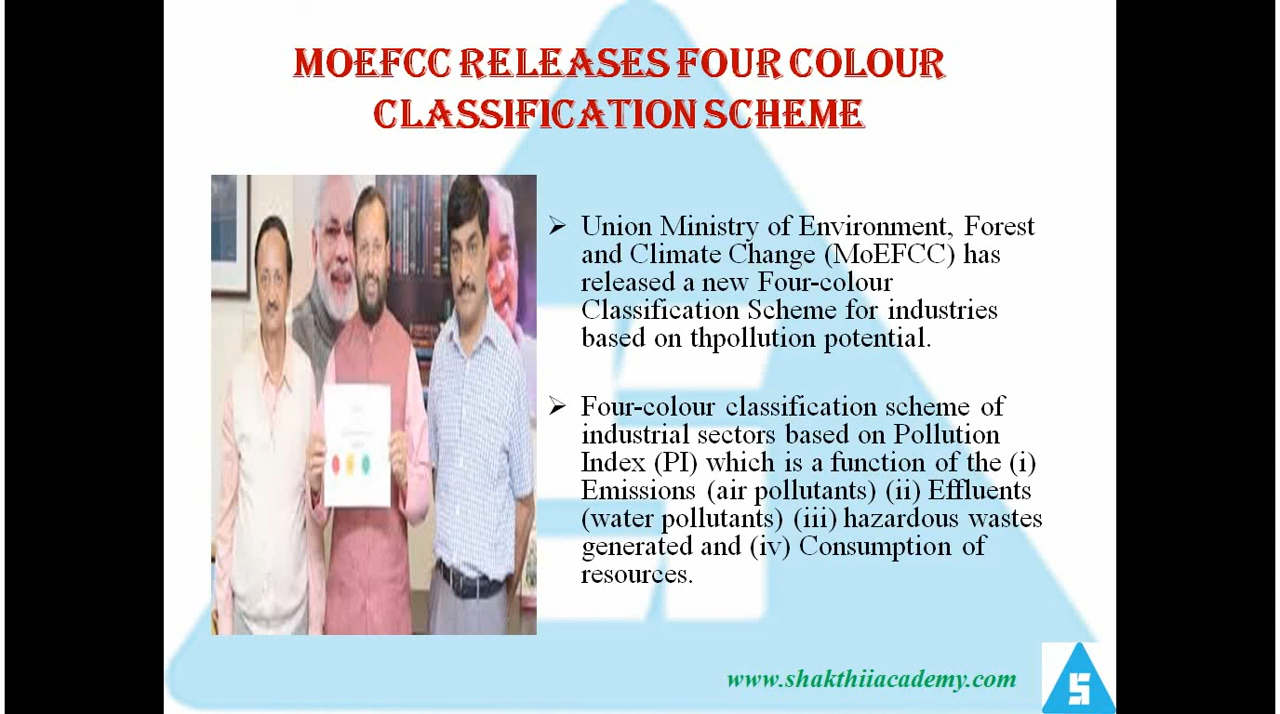 MOEFCC RELEASES FOUR COLOUR
CLASSIFICATION SCHEME
➢ Union Ministry of Environment, Forest
and Climate Change (MoEFCC) has
released a new Four-colour
Classification Scheme for industries
based on thpollution potential.
➢ Four-colour classification scheme of
industrial sectors based on Pollution
Index (PI) which is a function of the (i)
Emissions (air pollutants) (ii) Effluents
(water pollutants) (iii) hazardous wastes
generated and (iv) Consumption of
resources.
www.shakthiiacademy.com
S